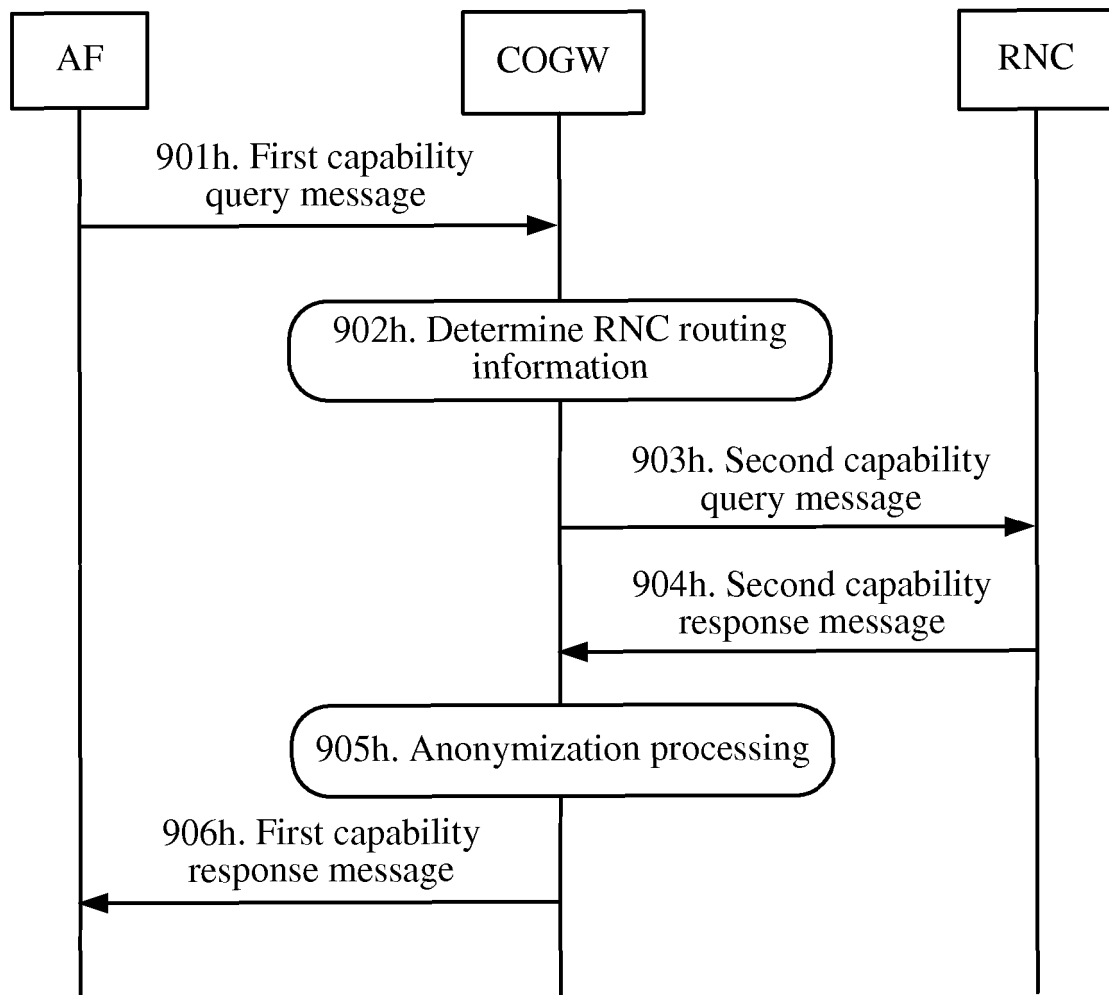 AF
COGW
RNC
901h. First capability
query message
902h. Determine RNC routing
information
903h. Second capability
query message
904h. Second capability
response message
905h. Anonymization processing
906h. First capability
response message